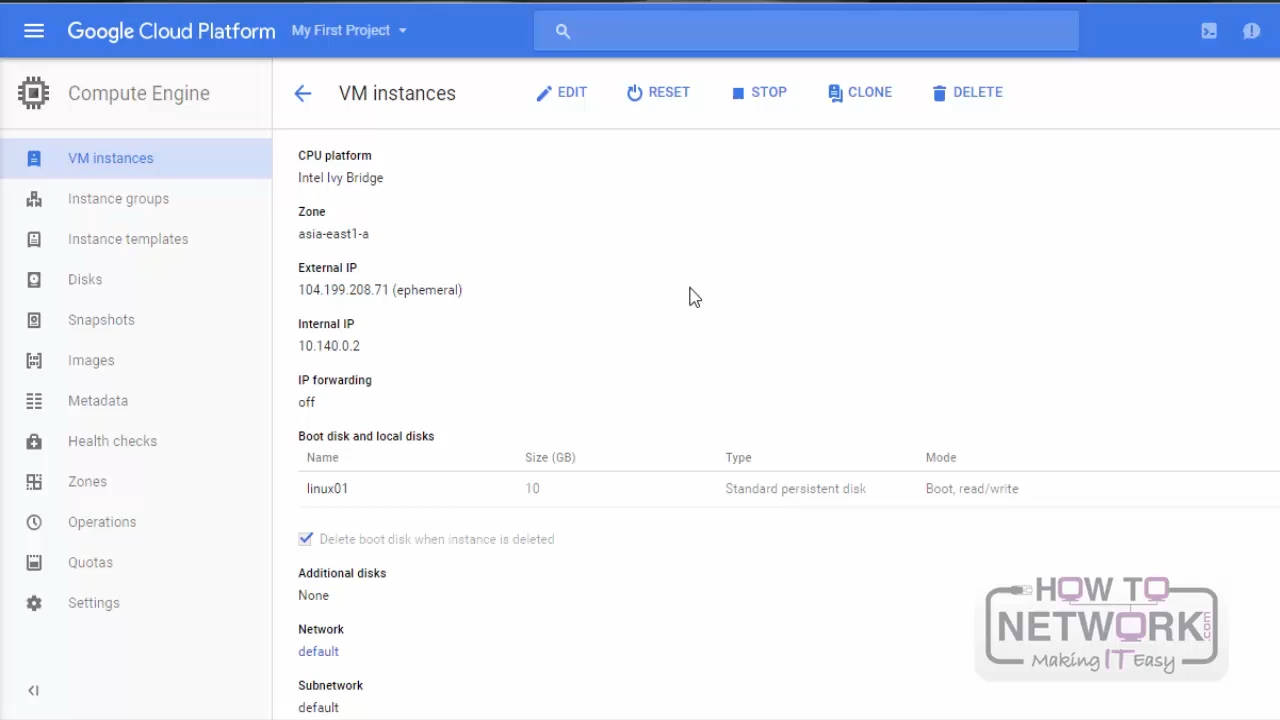 Google Cloud Platform My First Project
Compute Engine
VM instances
EDIT
RESET
STOP
CLONE
DELETE
VM instances
Instance groups
Instance templates
Disks
Snapshots
Images
Metadata
Health checks
Zones
Operations
Quotas
Settings
CPU platform
Intel Ivy Bridge
Zone
asia-east1-a
External IP
104.199.208.71 (ephemeral)
Internal IP
10.140.0.2
IP forwarding
off
Boot disk and local disks
Name Size (GB) Type Mode
linux01 10 Standard persistent disk Boot, read/write
Delete boot disk when instance is deleted
Additional disks
None
Network
default
Subnetwork
default
HOW TO
NETWORK.com
Making IT Easy